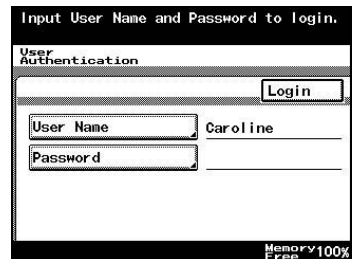 Input User Name and Password to login.
User
Authentication
Login
User Name Caroline
Password
Memory 100%
Free